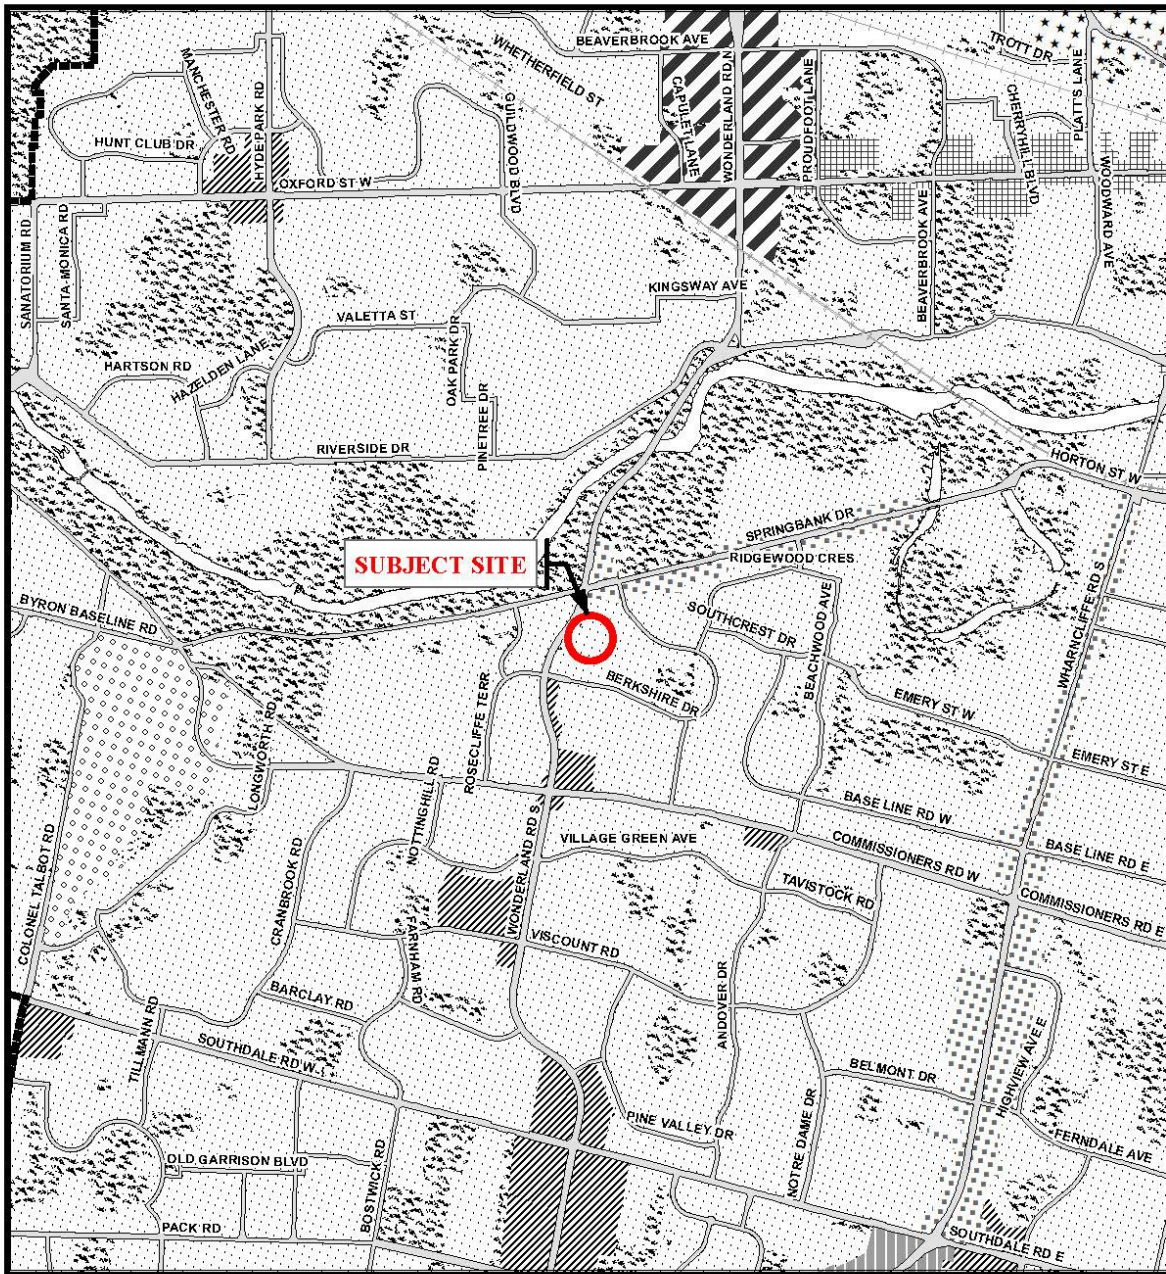 BEAVERBROOK AVE
TROTT DR
WHETHERFIELD ST
MANCHESTER RD
HYDE PARK RD
GUILDWOOD BLVD
CAPULET LANE
WONDERLAND RD N
PROUDFOOT LANE
CHERRYHILL BLVD
PLATT'S LANE
HUNT CLUB DR
OXFORD ST W
WOODWARD AVE
SANATORIUM RD
SANTA MONICA RD
BEAVERBROOK AVE
KINGSWAY AVE
VALETTA ST
OAK PARK DR
HARTSON RD
HAZELDEN LANE
PINETREE DR
RIVERSIDE DR
HORTON ST W
SPRINGBANK DR
SUBJECT SITE
RIDGEWOOD CRES
BYRON BASELINE RD
SOUTHCREST DR
BEACHWOOD AVE
WHARNCLIFFE RD S
BERKSHIRE DR
ROSECLIFFE TERR
EMERY ST W
LONGWORTH RD
EMERY ST E
NOTTINGHILL RD
BASE LINE RD W
WONDERLAND RD S
VILLAGE GREEN AVE
COMMISSIONERS RD W
BASE LINE RD E
COLONEL TALBOT RD
CRANBROOK RD
TAVISTOCK RD
COMMISSIONERS RD E
FARNHAM RD
VISCOUNT RD
BARCLAY RD
ANDOVER DR
TILLMANN RD
SOUTHDALE RD W
BELMONT DR
HIGHVIEW AVE E
PINE VALLEY DR
NOTRE DAME DR
FERNDALE AVE
OLD GARRISON BLVD
BOSTWICK RD
PACK RD
SOUTHDALE RD E